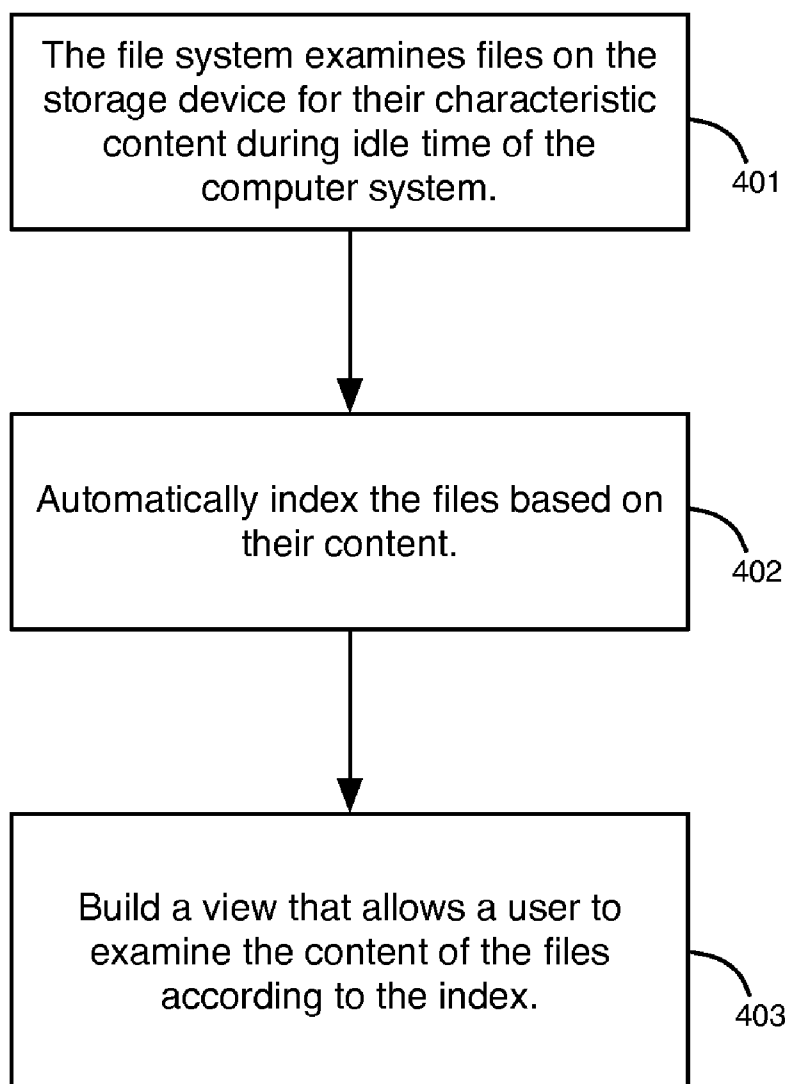 The file system examines files on the
storage device for their characteristic
content during idle time of the
computer system.
401
Automatically index the files based on
their content.
402
Build a view that allows a user to
examine the content of the files
according to the index.
403